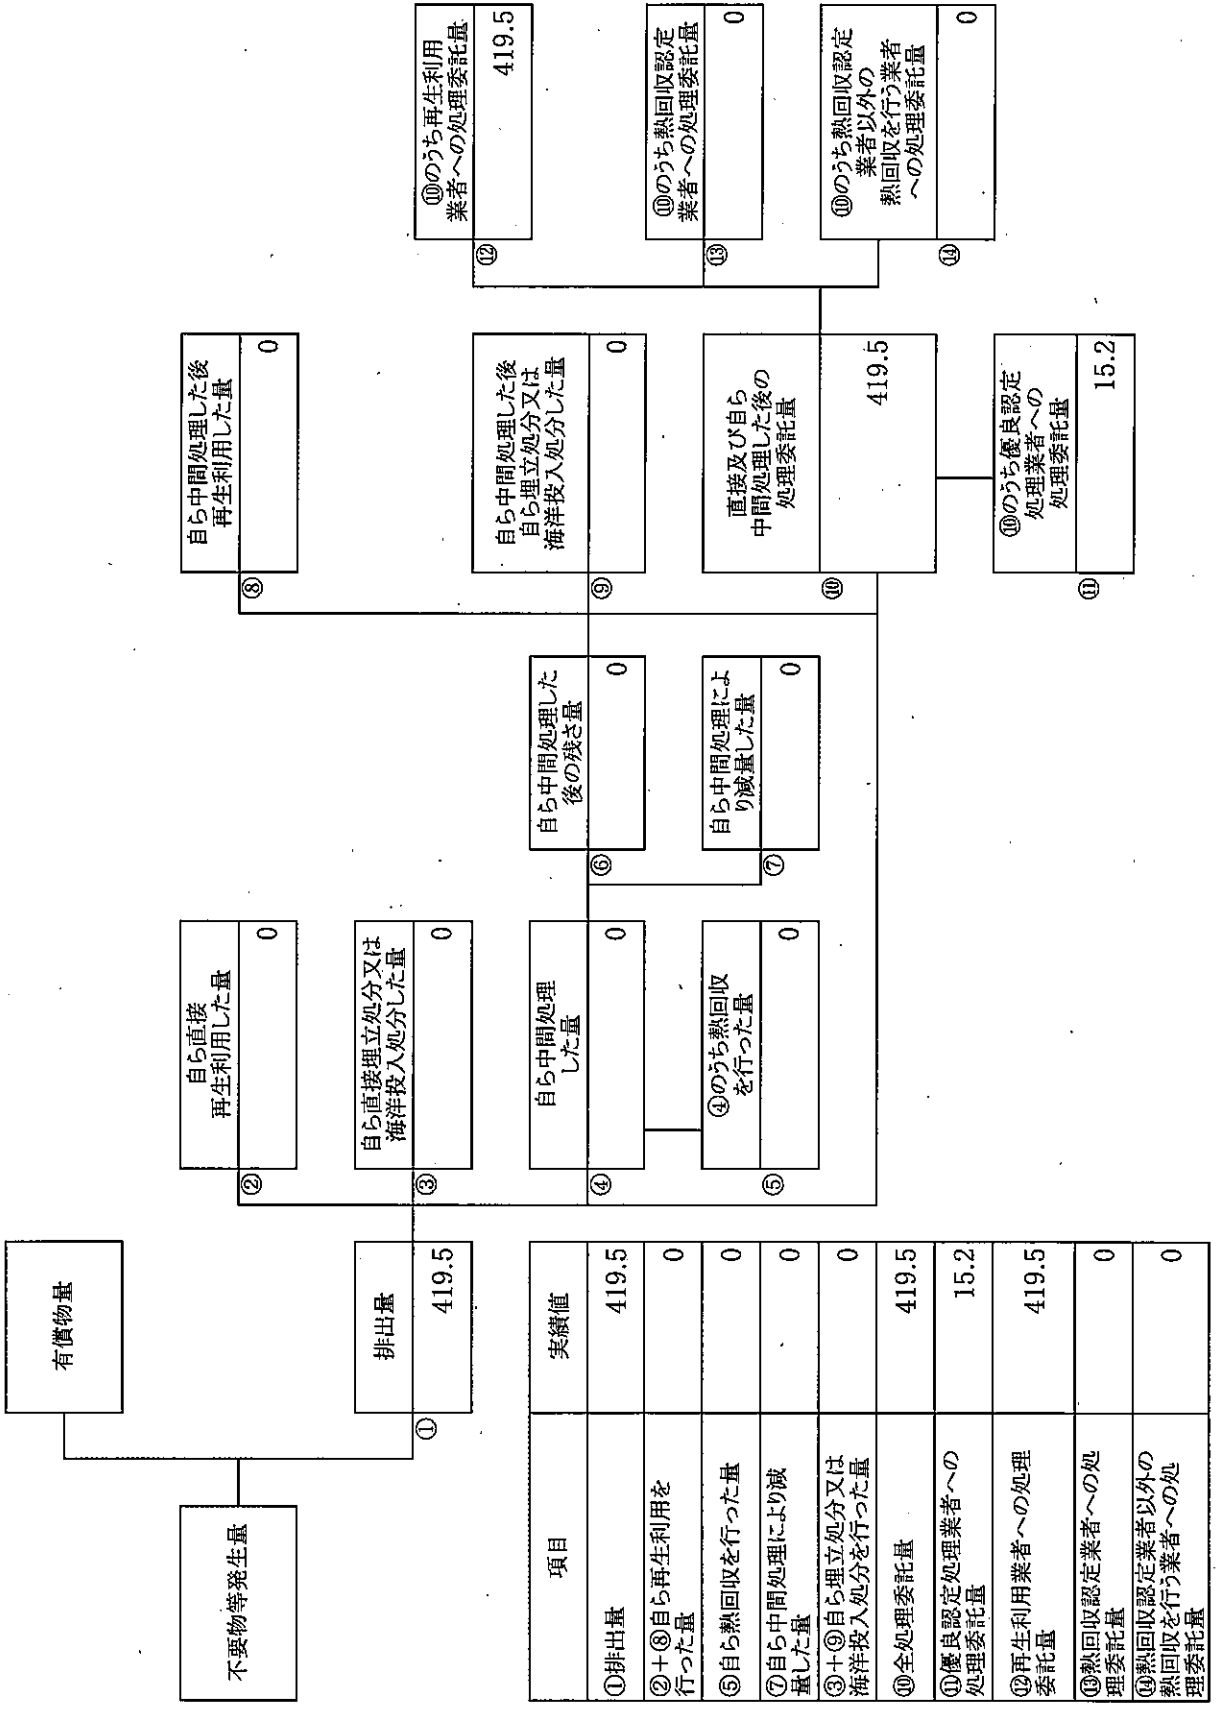 不要物等発生量
有償物量
排出量
①
419.5
自ら直接
再生利用した量
②
0
自ら直接埋立処分又は
海洋投入処分した量
③
0
自ら中間処理
した量
④
0
④のうち熱回収
を行った量
⑤
0
自ら中間処理した
後の残さ量
⑥
0
自ら中間処理によ
り減量した量
⑦
0
自ら中間処理した後
再生利用した量
⑧
0
自ら中間処理した後
自ら埋立処分又は
海洋投入処分した量
⑨
0
直接及び自ら
中間処理した後の
処理委託量
⑩
419.5
⑩のうち優良認定
処理業者への
処理委託量
⑪
15.2
⑩のうち再生利用
業者への処理委託量
⑫
419.5
⑩のうち熱回収認定
業者への処理委託量
⑬
0
⑩のうち熱回収認定
業者以外の
熱回収を行う業者
への処理委託量
⑭
0
項目 実績値
①排出量 419.5
②+⑧自ら再生利用を
行った量 0
⑤自ら熱回収を行った量 0
⑦自ら中間処理により減
量した量 0
③+⑨自ら埋立処分又は
海洋投入処分を行った量 0
⑩全処理委託量 419.5
⑪優良認定処理業者への
処理委託量 15.2
⑫再生利用業者への処理
委託量 419.5
⑬熱回収認定業者への処
理委託量 0
⑭熱回収認定業者以外の
熱回収を行う業者への処
理委託量 0